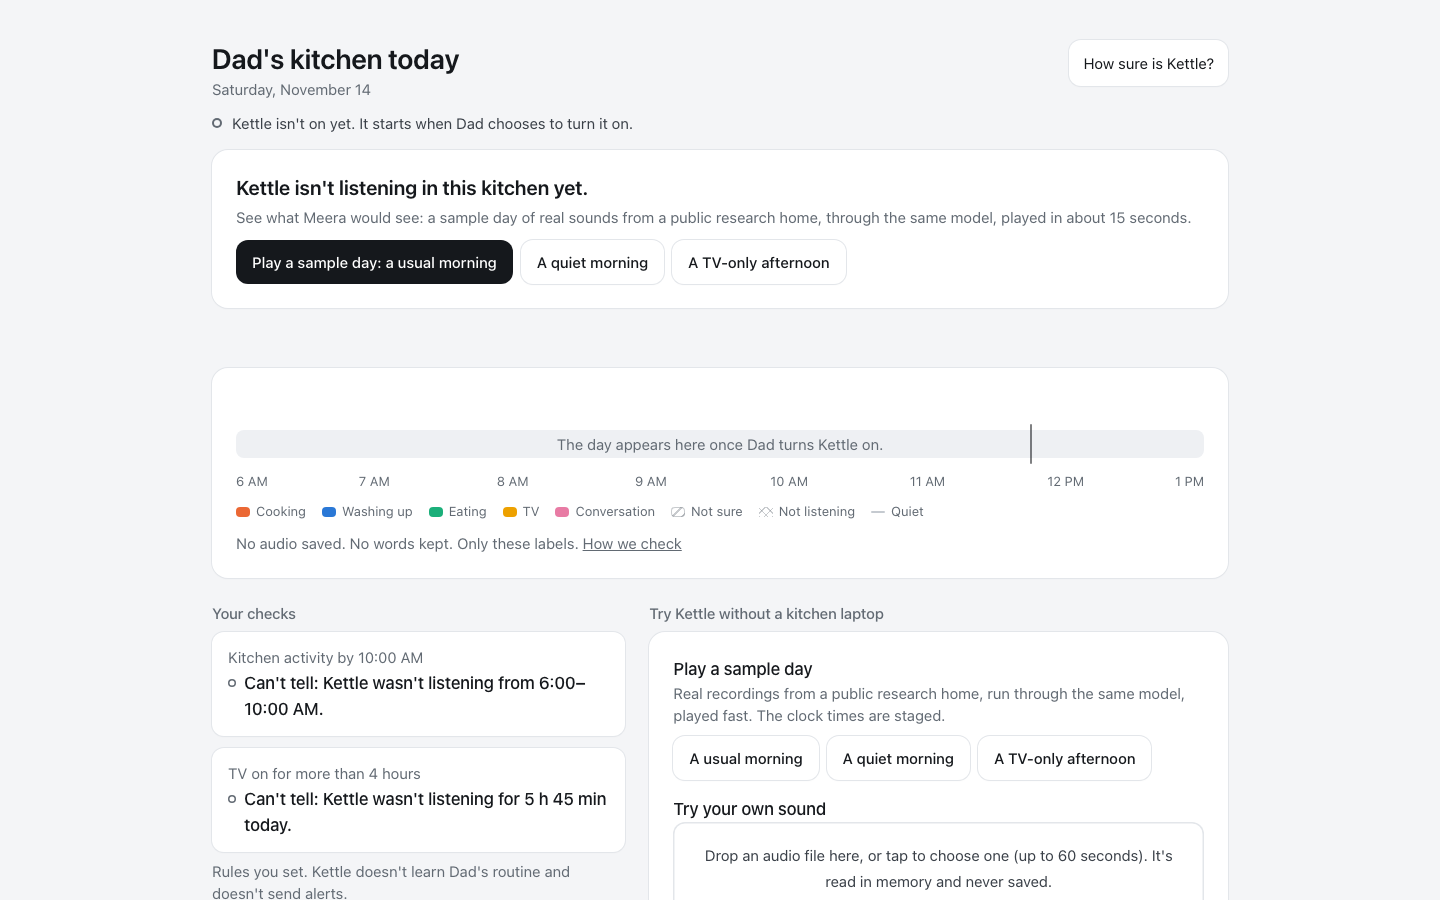 Dad's kitchen today
How sure is Kettle?
Saturday, November 14
Kettle isn't on yet. It starts when Dad chooses to turn it on.
Kettle isn't listening in this kitchen yet.
See what Meera would see: a sample day of real sounds from a public research home, through the same model, played in about 15 seconds.
Play a sample day: a usual morning
A quiet morning
A TV-only afternoon
The day appears here once Dad turns Kettle on.
6 AM 7 AM 8 AM 9 AM 10 AM 11 AM 12 PM 1 PM
Cooking Washing up Eating TV Conversation Not sure Not listening Quiet
No audio saved. No words kept. Only these labels. How we check
Your checks
Kitchen activity by 10:00 AM
Can't tell: Kettle wasn't listening from 6:00–
10:00 AM.
TV on for more than 4 hours
Can't tell: Kettle wasn't listening for 5 h 45 min
today.
Rules you set. Kettle doesn't learn Dad's routine and
doesn't send alerts.
Try Kettle without a kitchen laptop
Play a sample day
Real recordings from a public research home, run through the same model,
played fast. The clock times are staged.
A usual morning
A quiet morning
A TV-only afternoon
Try your own sound
Drop an audio file here, or tap to choose one (up to 60 seconds). It's
read in memory and never saved.